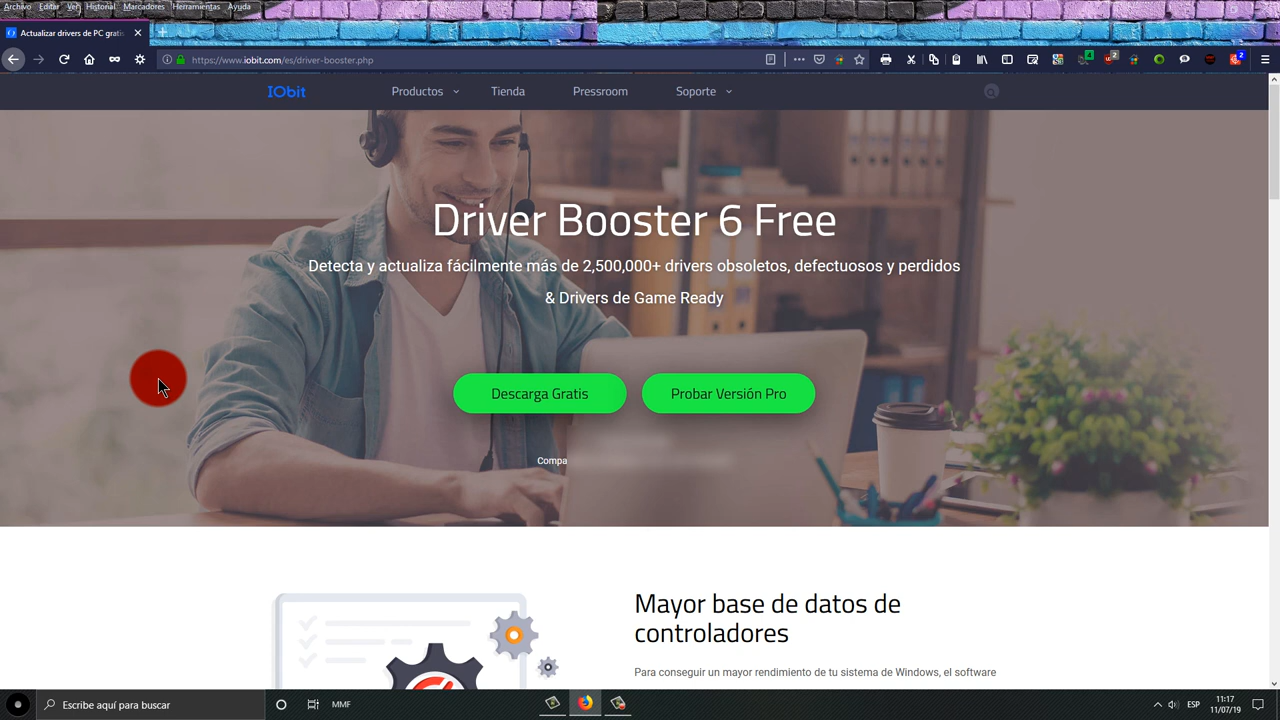 Archivo Editar Ver Historial Marcadores Herramientas Ayuda
Actualizar drivers de PC gratis
https://www.iobit.com/es/driver-booster.php
4
2
2
IObit
Productos
Tienda
Pressroom
Soporte
Driver Booster 6 Free
Detecta y actualiza fácilmente más de 2,500,000+ drivers obsoletos, defectuosos y perdidos
& Drivers de Game Ready
Descarga Gratis
Probar Versión Pro
Compa
Mayor base de datos de
controladores
Para conseguir un mayor rendimiento de tu sistema de Windows, el software
Escribe aquí para buscar
MMF
ESP
11:17
11/07/19